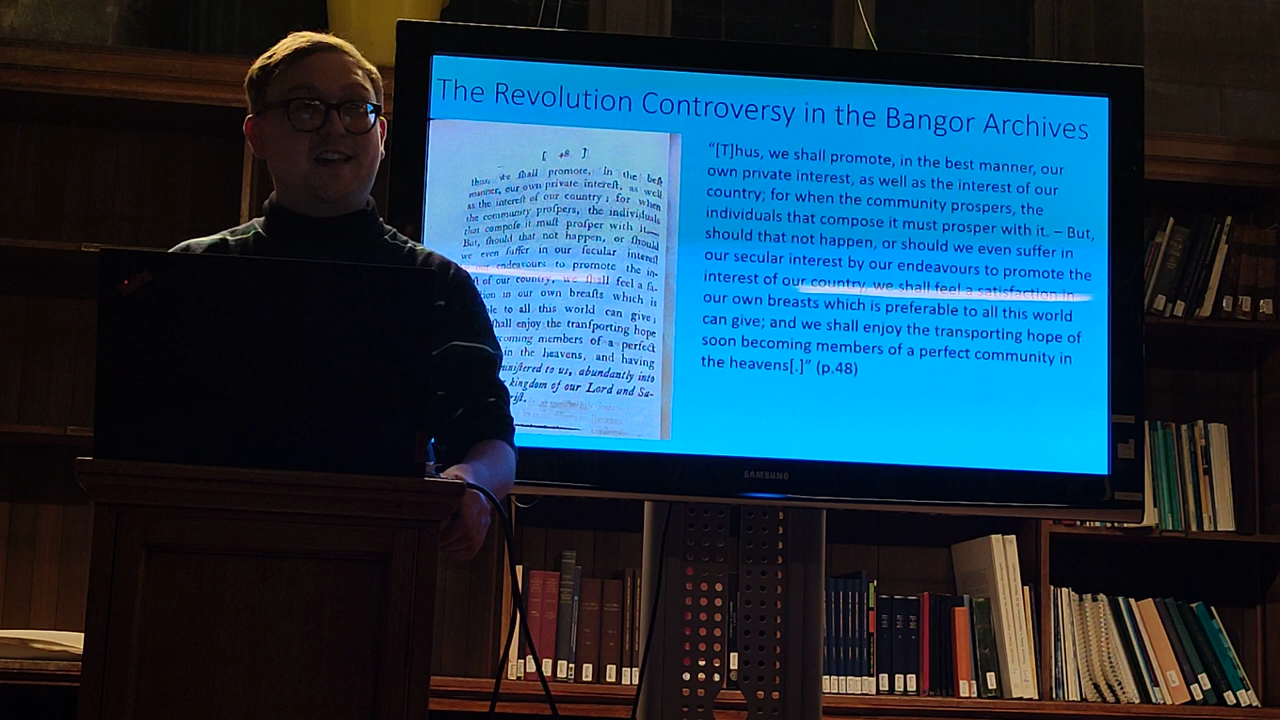 The Revolution Controversy in the Bangor Archives
[ 48 ]
thus, we ſhall promote, in the beſt
manner, our own private intereſt, as well
as the intereſt of our country; for when
the community proſpers, the individuals
that compoſe it muſt proſper with it.—
But, ſhould that not happen, or ſhould
we even ſuffer in our ſecular intereſt
our endeavours to promote the in-
of our country, we ſhall feel a ſa-
in our own breaſts which is
to all this world can give;
ſhall enjoy the tranſporting hope
members of a perfect
in the heavens, and having
to us, abundantly into
kingdom of our Lord and Sa-
“[T]hus, we shall promote, in the best manner, our
own private interest, as well as the interest of our
country; for when the community prospers, the
individuals that compose it must prosper with it. – But,
should that not happen, or should we even suffer in
our secular interest by our endeavours to promote the
interest of our country, we shall feel a satisfaction in
our own breasts which is preferable to all this world
can give; and we shall enjoy the transporting hope of
soon becoming members of a perfect community in
the heavens[.]” (p.48)
SAMSUNG